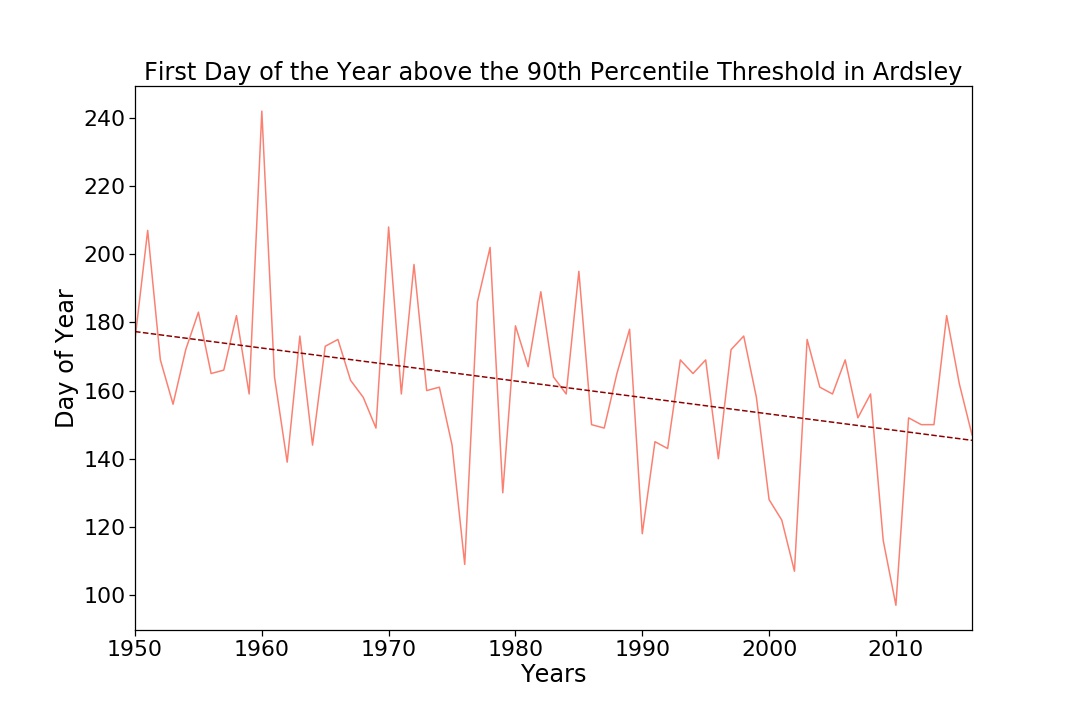 First Day of the Year above the 90th Percentile Threshold in Ardsley
Day of Year
240
220
200
180
160
140
120
100
1950 1960 1970 1980 1990 2000 2010
Years